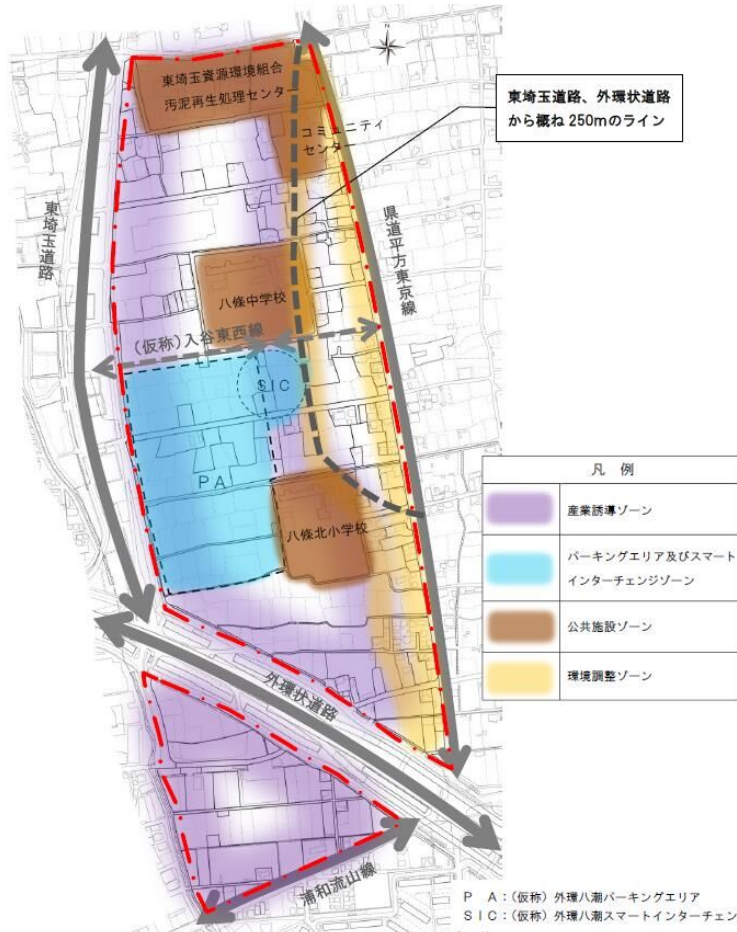 東埼玉資源環境組合
汚泥再生処理センター
コミュニティ
センター
東埼玉道路、外環状道路
から概ね 250mのライン
東埼玉道路
県道平方東京線
八條中学校
(仮称)入谷東西線
SIC
PA
八條北小学校
外環状道路
浦和流山線
凡 例
産業誘導ゾーン
パーキングエリア及びスマート
インターチェンジゾーン
公共施設ゾーン
環境調整ゾーン
P A：(仮称) 外環八潮パーキングエリア
S I C：(仮称) 外環八潮スマートインターチェン